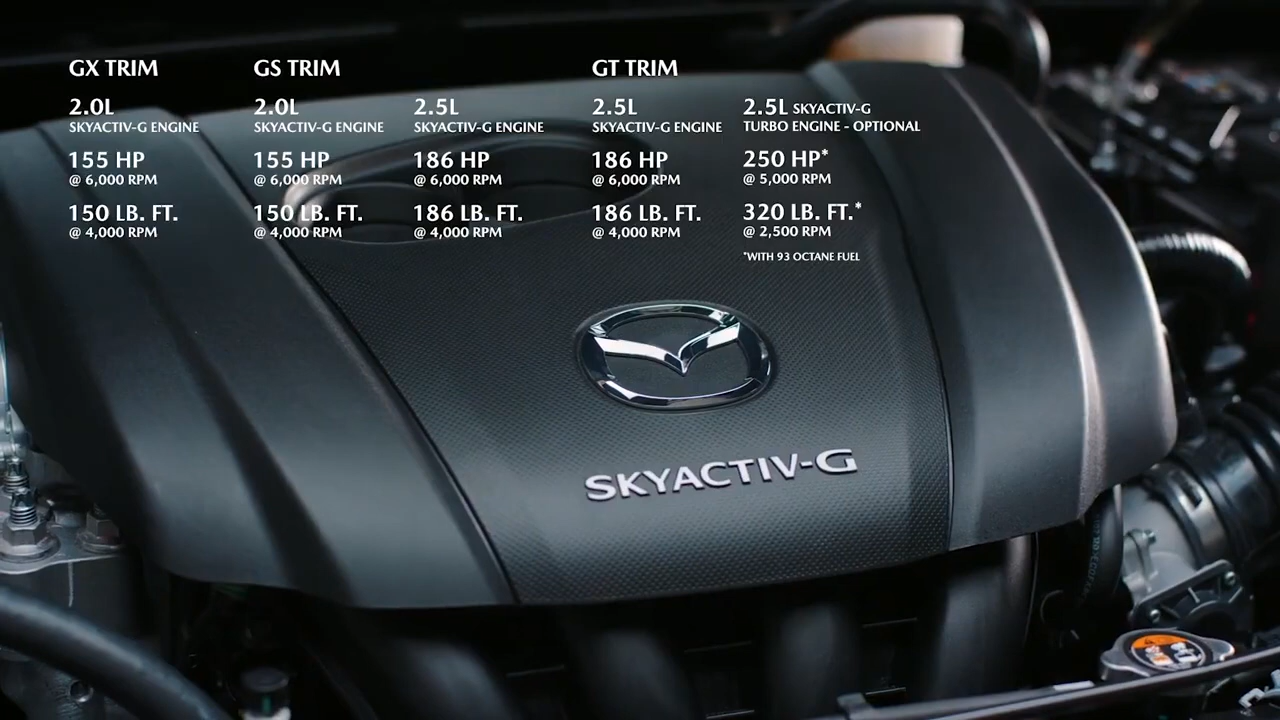 GX TRIM
2.0L
SKYACTIV-G ENGINE
155 HP
@ 6,000 RPM
150 LB. FT.
@ 4,000 RPM
GS TRIM
2.0L
SKYACTIV-G ENGINE
155 HP
@ 6,000 RPM
150 LB. FT.
@ 4,000 RPM
2.5L
SKYACTIV-G ENGINE
186 HP
@ 6,000 RPM
186 LB. FT.
@ 4,000 RPM
GT TRIM
2.5L
SKYACTIV-G ENGINE
186 HP
@ 6,000 RPM
186 LB. FT.
@ 4,000 RPM
2.5L SKYACTIV-G
TURBO ENGINE - OPTIONAL
250 HP*
@ 5,000 RPM
320 LB. FT.*
@ 2,500 RPM
*WITH 93 OCTANE FUEL
SKYACTIV-G